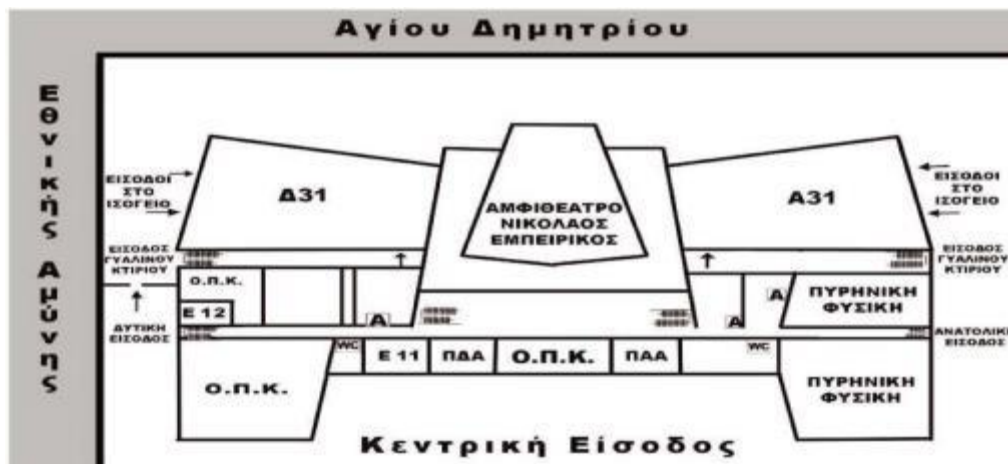 Αγίου Δημητρίου
Εθνικής Αμύνης
ΕΙΣΟΔΟΙ
ΣΤΟ
ΙΣΟΓΕΙΟ
Δ31
ΑΜΦΙΘΕΑΤΡΟ
ΝΙΚΟΛΑΟΣ
ΕΜΠΕΙΡΙΚΟΣ
Α31
ΕΙΣΟΔΟΙ
ΣΤΟ
ΙΣΟΓΕΙΟ
ΕΙΣΟΔΟΣ
ΓΥΑΛΙΝΟΥ
ΚΤΙΡΙΟΥ
ΕΙΣΟΔΟΣ
ΓΥΑΛΙΝΟΥ
ΚΤΙΡΙΟΥ
Ο.Π.Κ.
Ε 12
Α
Α
Α
ΠΥΡΗΝΙΚΗ
ΦΥΣΙΚΗ
ΔΥΤΙΚΗ
ΕΙΣΟΔΟΣ
ΑΝΑΤΟΛΙΚΗ
ΕΙΣΟΔΟΣ
WC
Ε 11
ΠΔΑ
Ο.Π.Κ.
ΠΑΑ
WC
Ο.Π.Κ.
ΠΥΡΗΝΙΚΗ
ΦΥΣΙΚΗ
Κεντρική Είσοδος